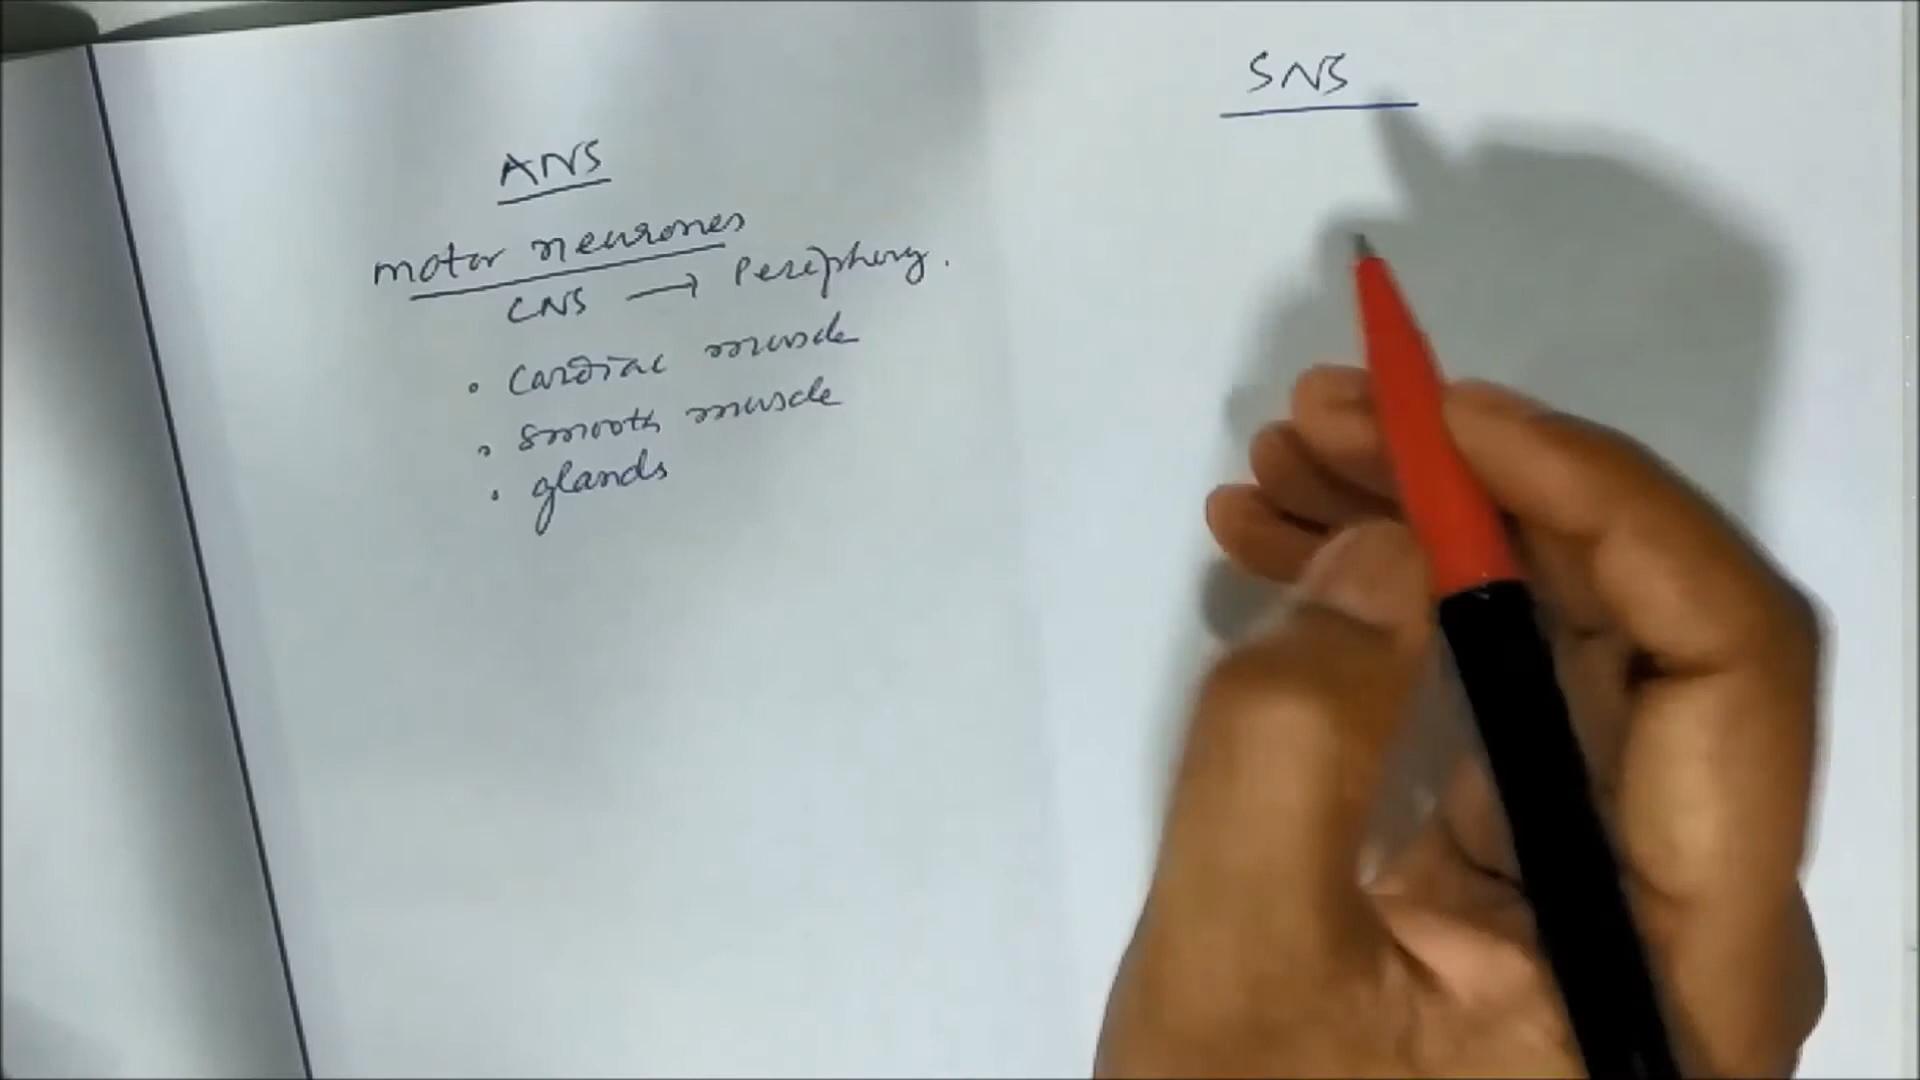 SNS
ANS
motor neurones
CNS → Periphery.
• Cardiac muscle
• smooth muscle
• glands